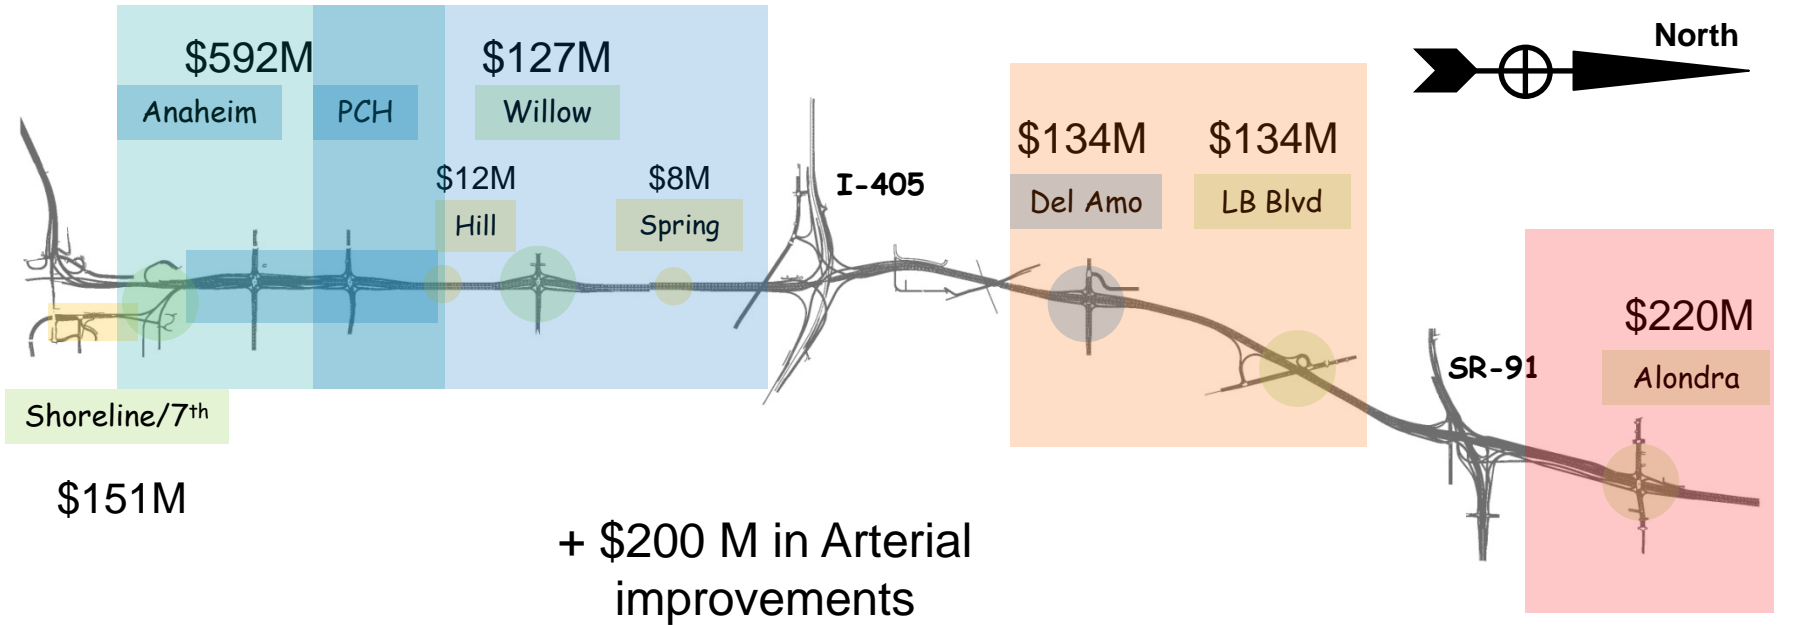 North
$592M
$127M
Anaheim
PCH
Willow
$134M
$134M
$12M
$8M
I-405
Del Amo
LB Blvd
Hill
Spring
$220M
SR-91
Alondra
Shoreline/7th
$151M
+ $200 M in Arterial
improvements